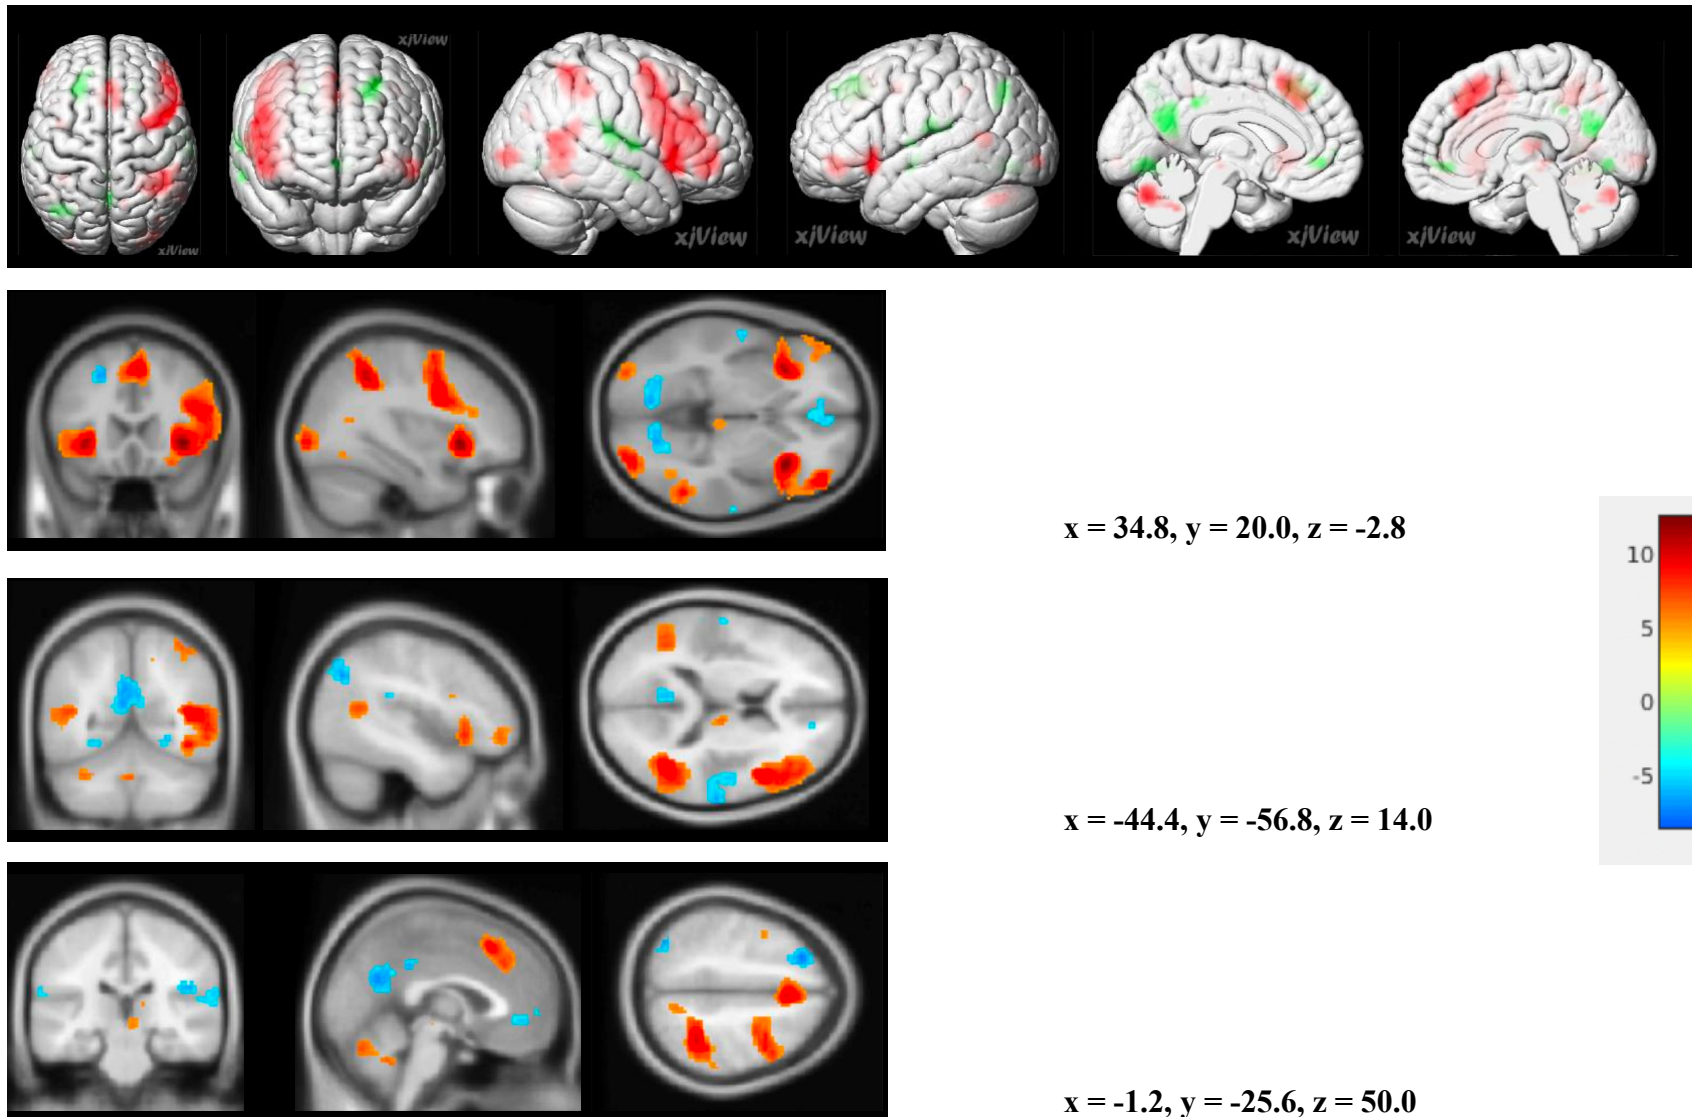 xjView
xjView
xjView
xjView
xjView
xjView
x = 34.8, y = 20.0, z = -2.8
10
5
0
-5
x = -44.4, y = -56.8, z = 14.0
x = -1.2, y = -25.6, z = 50.0